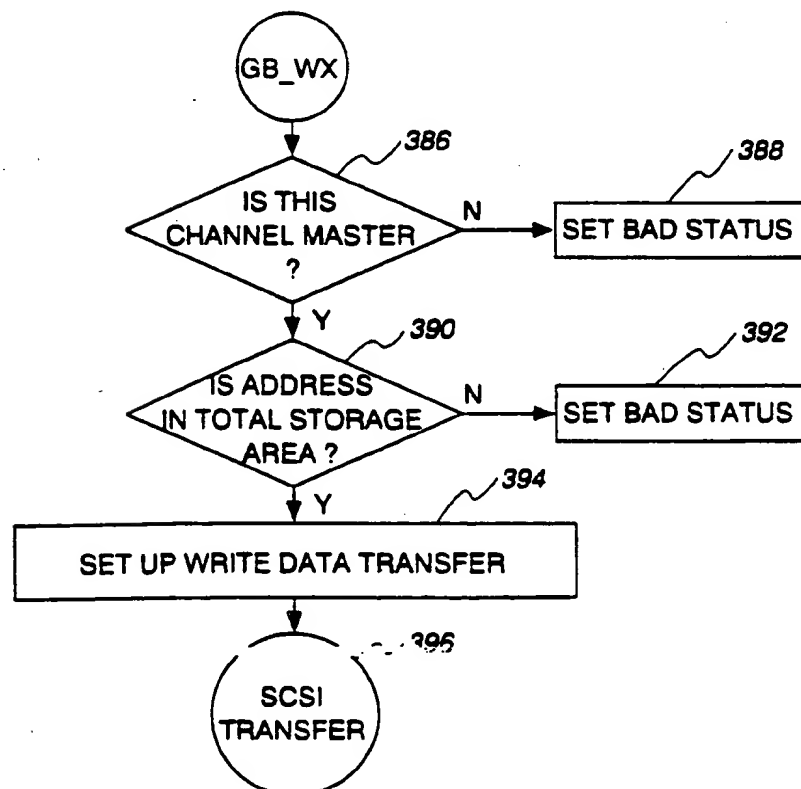 GB_WX
386
388
IS THIS
CHANNEL MASTER
?
N
SET BAD STATUS
Y
390
392
IS ADDRESS
IN TOTAL STORAGE
AREA ?
N
SET BAD STATUS
Y
394
SET UP WRITE DATA TRANSFER
396
SCSI
TRANSFER